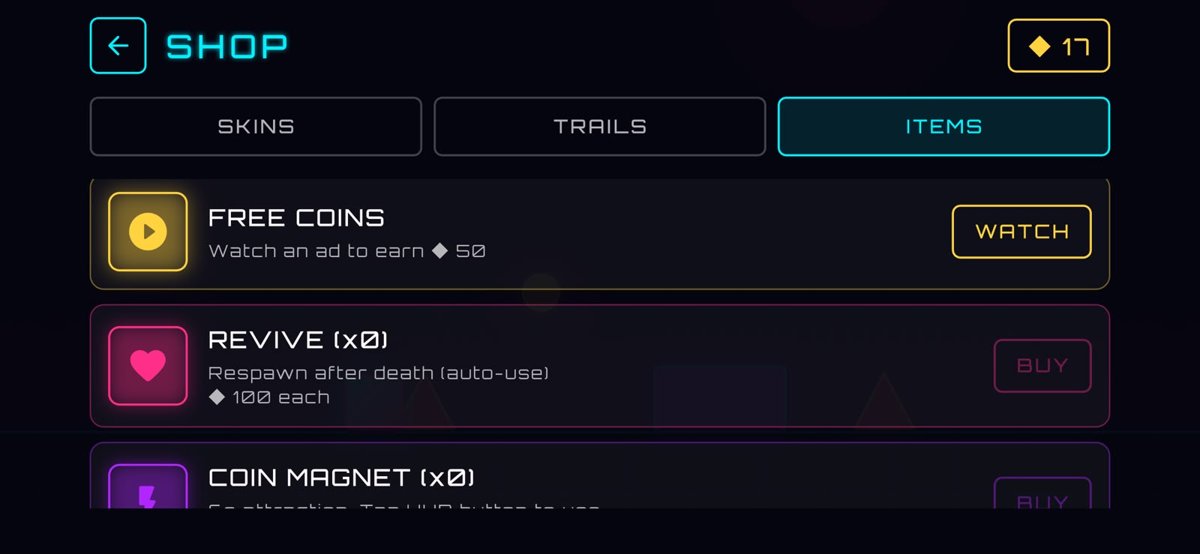 SHOP
17
SKINS
TRAILS
ITEMS
FREE COINS
Watch an ad to earn ◆ 50
WATCH
REVIVE (x0)
Respawn after death (auto-use)
◆ 100 each
BUY
COIN MAGNET (x0)
BUY